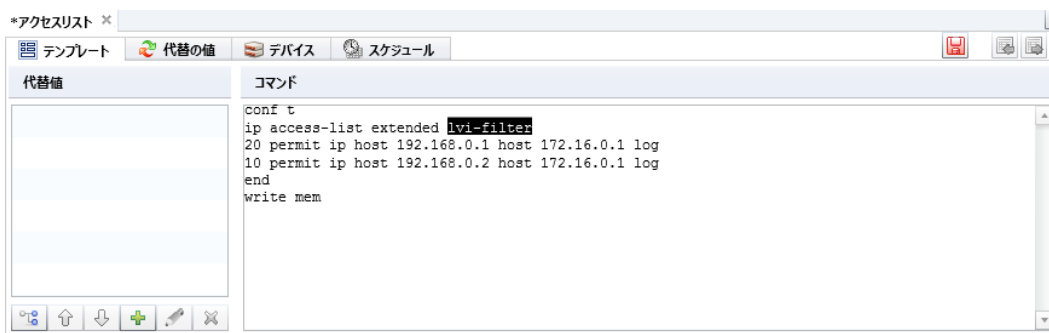 *アクセスリスト
テンプレート 代替の値 デバイス スケジュール
代替値 コマンド
conf t
ip access-list extended lvi-filter
20 permit ip host 192.168.0.1 host 172.16.0.1 log
10 permit ip host 192.168.0.2 host 172.16.0.1 log
end
write mem